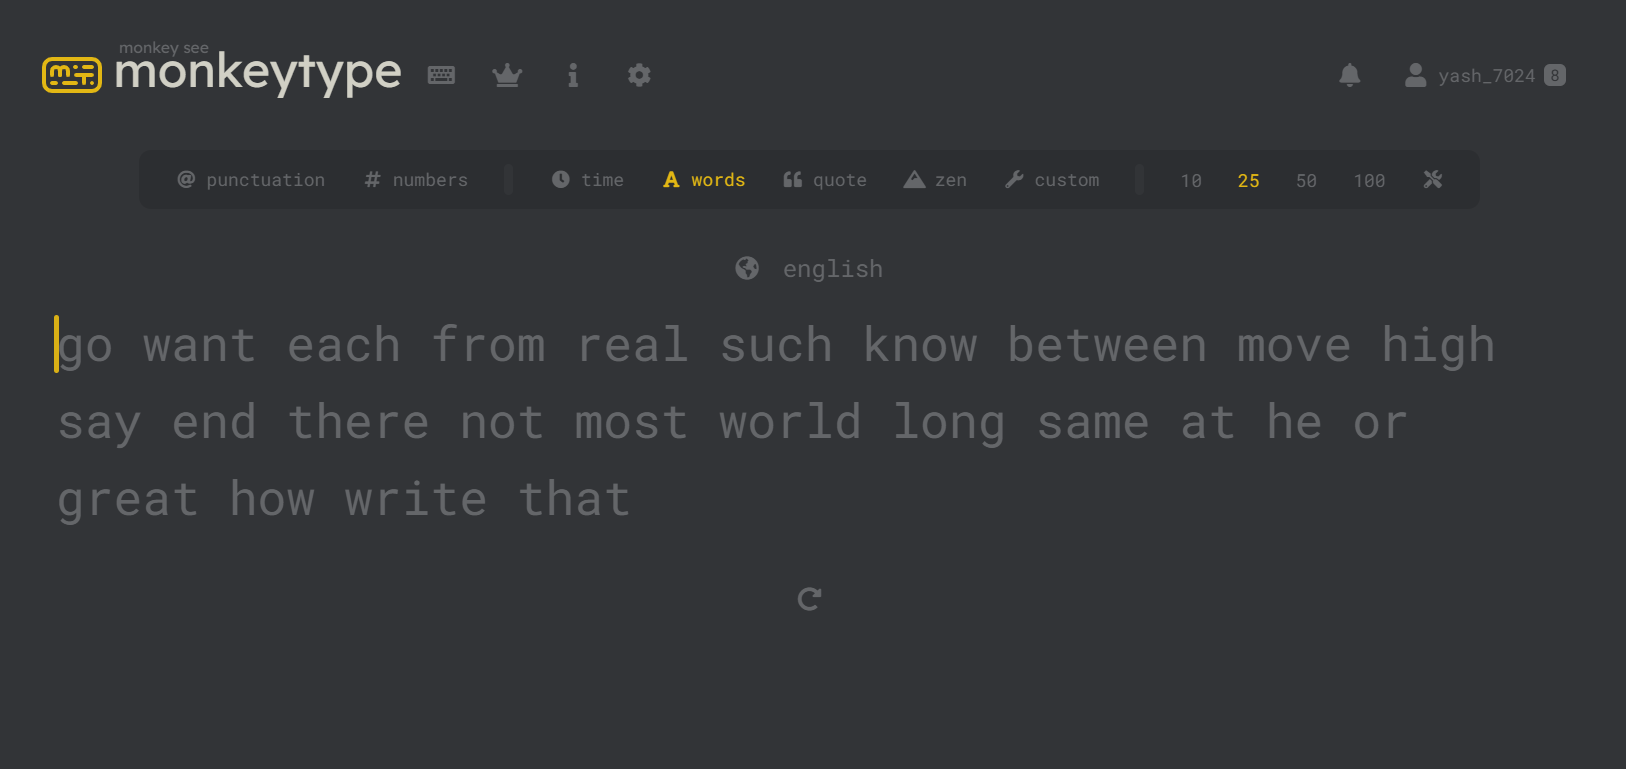 monkey see
monkeytype
yash_7024 8
@ punctuation # numbers time A words quote zen custom 10 25 50 100
english
go want each from real such know between move high
say end there not most world long same at he or
great how write that